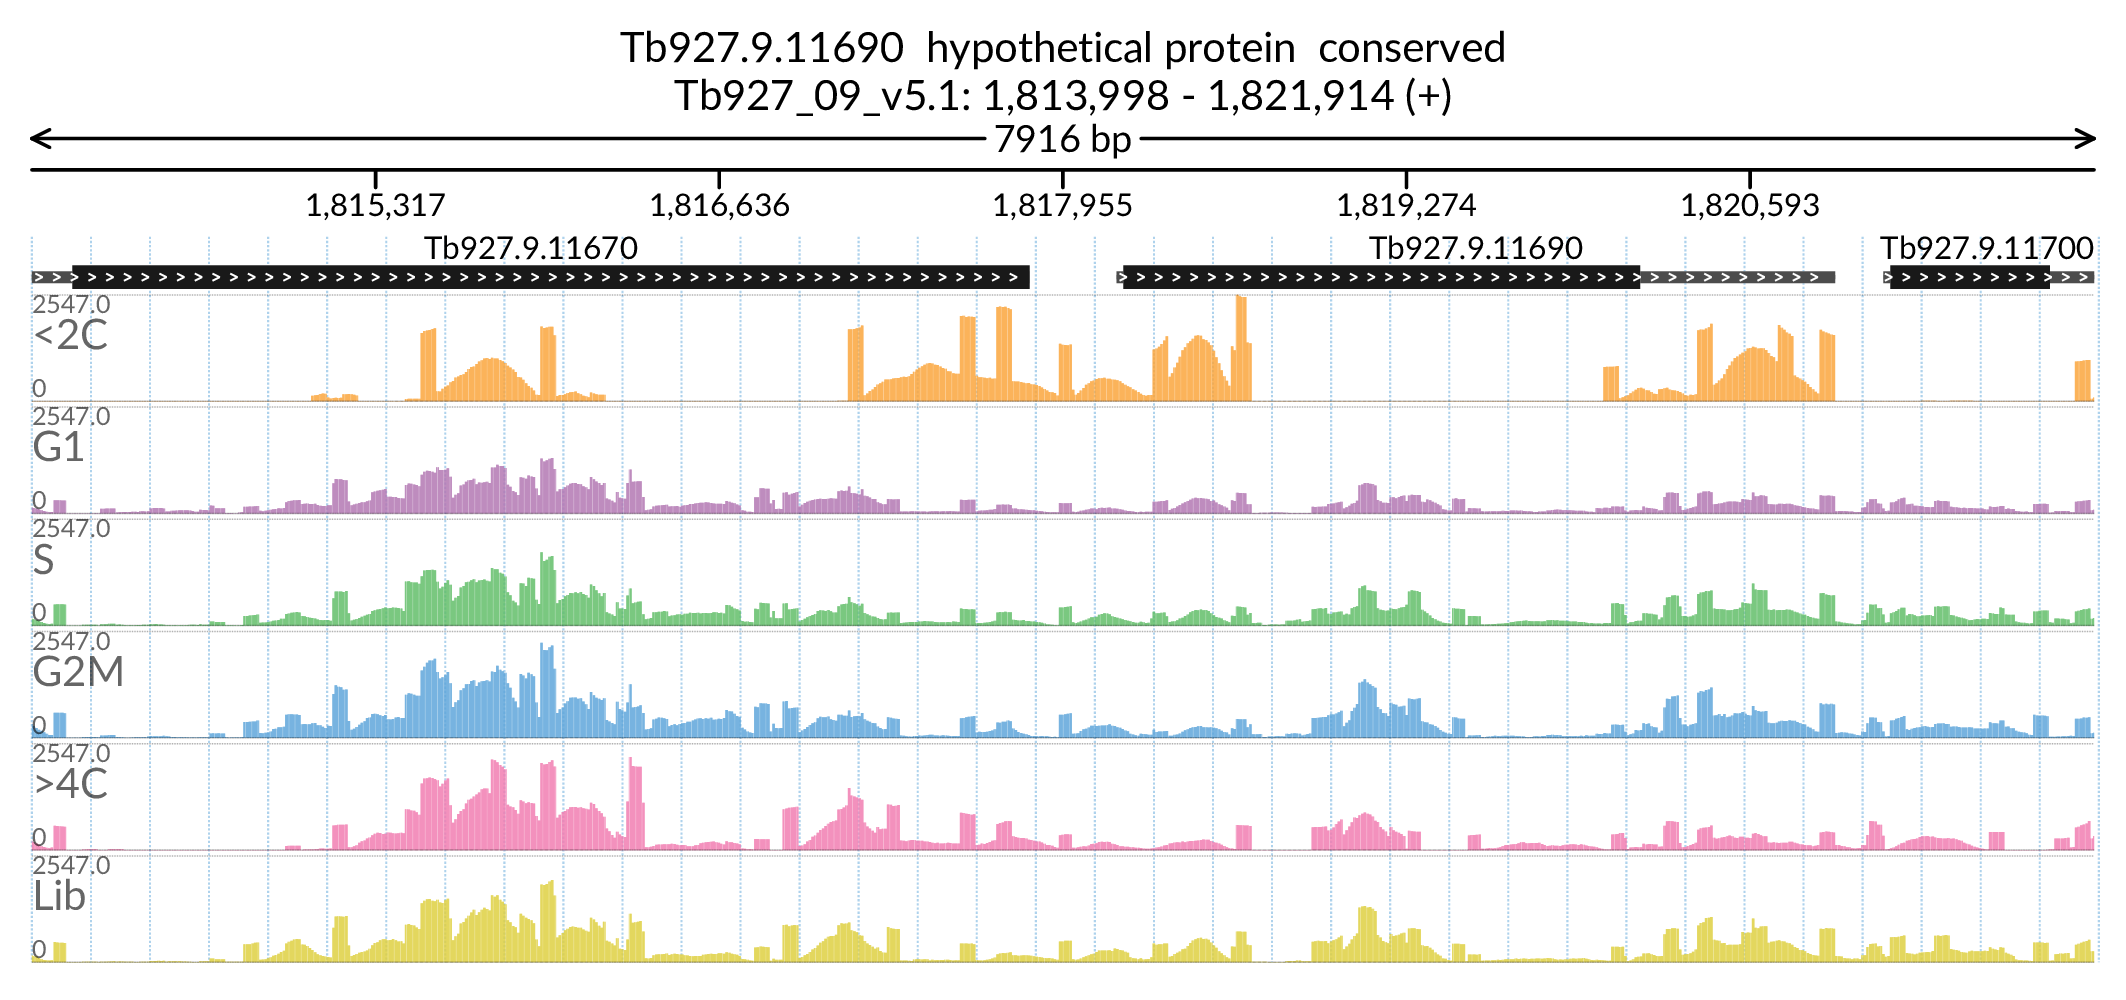 Tb927.9.11690  hypothetical protein  conserved
Tb927_09_v5.1: 1,813,998 - 1,821,914 (+)
7916 bp
1,815,317 1,816,636 1,817,955 1,819,274 1,820,593
Tb927.9.11670 Tb927.9.11690 Tb927.9.11700
2547.0
<2C
0
2547.0
G1
0
2547.0
S
0
2547.0
G2M
0
2547.0
>4C
0
2547.0
Lib
0